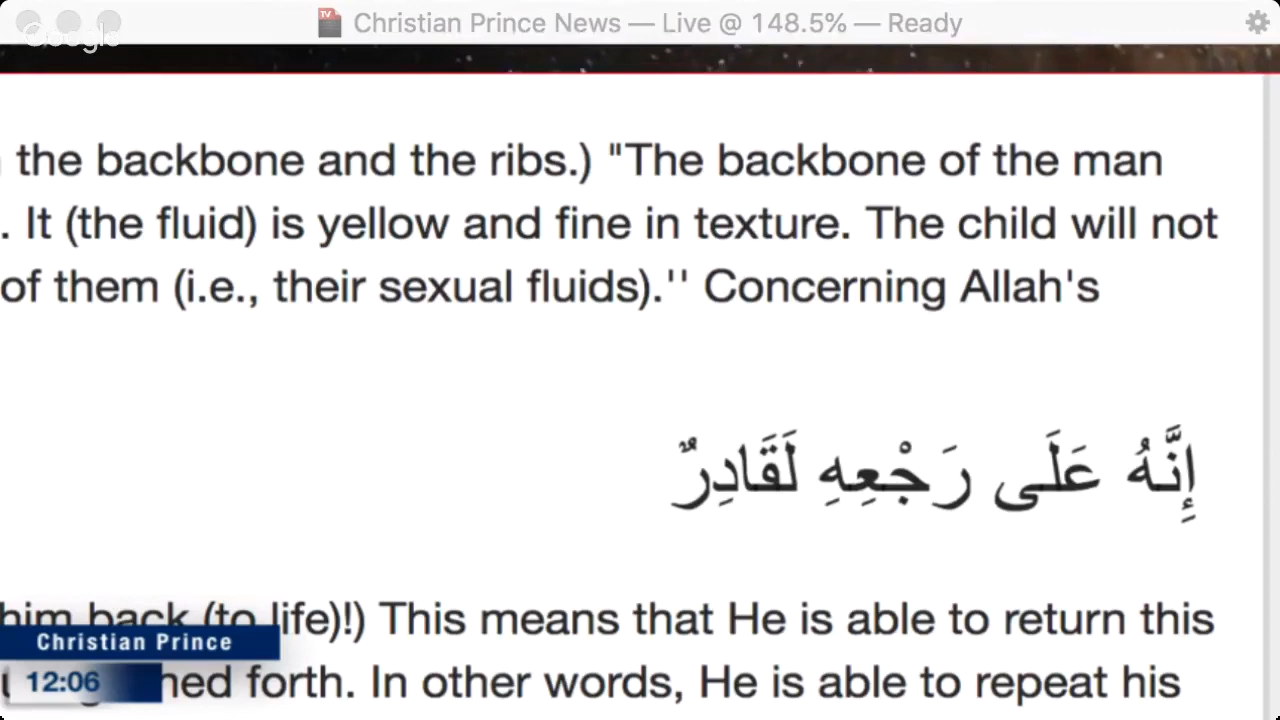 Christian Prince News — Live @ 148.5% — Ready
Google
the backbone and the ribs.) "The backbone of the man
. It (the fluid) is yellow and fine in texture. The child will not
of them (i.e., their sexual fluids).'' Concerning Allah's
إِنَّهُ عَلَى رَجْعِهِ لَقَادِرٌ
him back (to life)!) This means that He is able to return this
Christian Prince
forth. In other words, He is able to repeat his
12:06